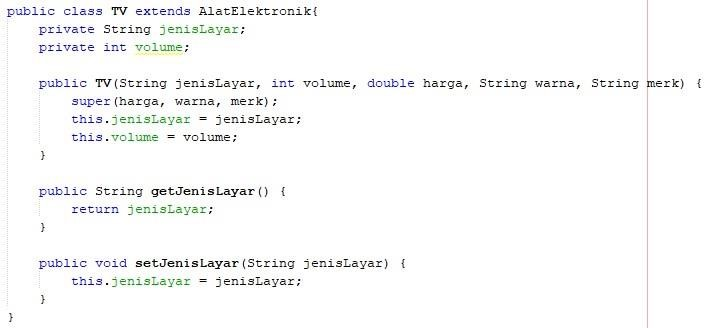 public class TV extends AlatElektronik{
    private String jenisLayar;
    private int volume;

    public TV(String jenisLayar, int volume, double harga, String warna, String merk) {
        super(harga, warna, merk);
        this.jenisLayar = jenisLayar;
        this.volume = volume;
    }

    public String getJenisLayar() {
        return jenisLayar;
    }

    public void setJenisLayar(String jenisLayar) {
        this.jenisLayar = jenisLayar;
    }
}